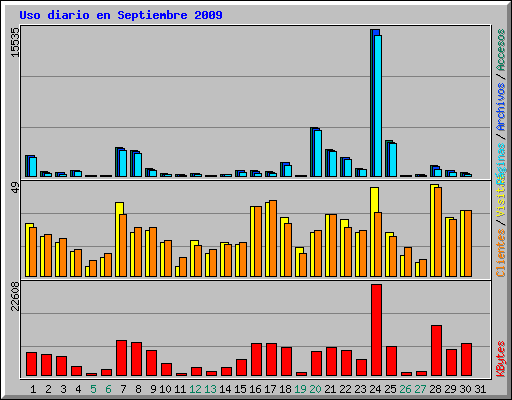 Uso diario en Septiembre 2009
15535
49
22608
Clientes / Visitas
Páginas / Archivos / Accesos
KBytes
1 2 3 4 5 6 7 8 9 10 11 12 13 14 15 16 17 18 19 20 21 22 23 24 25 26 27 28 29 30 31